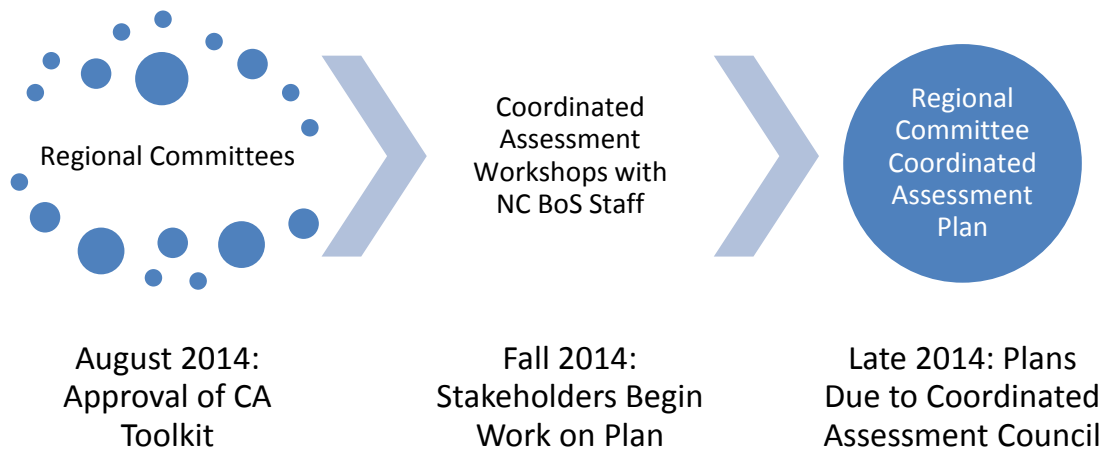 Regional Committees
Coordinated
Assessment
Workshops with
NC BoS Staff
Regional
Committee
Coordinated
Assessment
Plan
August 2014:
Approval of CA
Toolkit
Fall 2014:
Stakeholders Begin
Work on Plan
Late 2014: Plans
Due to Coordinated
Assessment Council